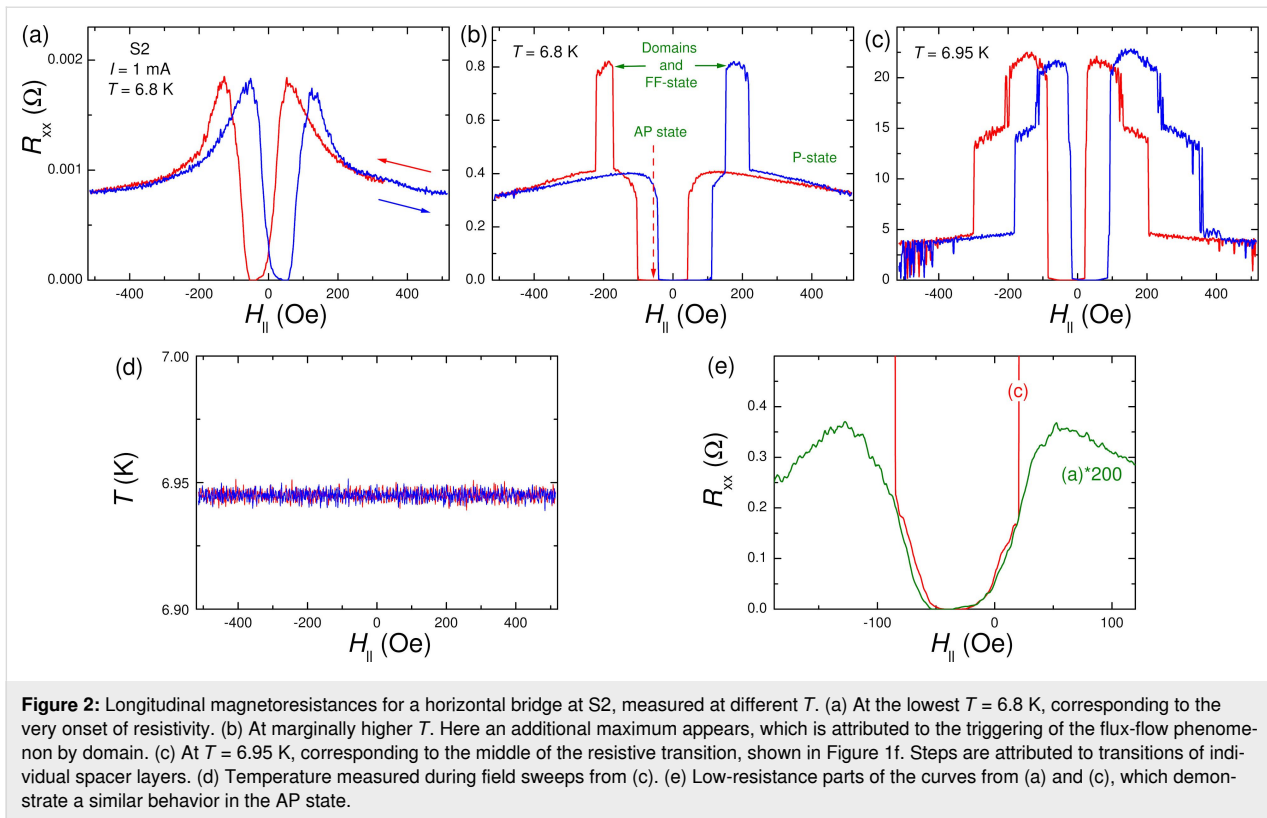 (a)
S2
I = 1 mA
T = 6.8 K
0.002
0.001
0.000
Rxx (Ω)
-400 -200 0 200 400
H|| (Oe)
(b)
T = 6.8 K
Domains
and
FF-state
AP state
P-state
0.8
0.6
0.4
0.2
0.0
-400 -200 0 200 400
H|| (Oe)
(c)
T = 6.95 K
20
15
10
5
0
-400 -200 0 200 400
H|| (Oe)
(d)
7.00
6.95
6.90
T (K)
-400 -200 0 200 400
H|| (Oe)
(e)
(c)
(a)*200
0.4
0.3
0.2
0.1
0.0
Rxx (Ω)
-100 0 100
H|| (Oe)
Figure 2: Longitudinal magnetoresistances for a horizontal bridge at S2, measured at different T. (a) At the lowest T = 6.8 K, corresponding to the
very onset of resistivity. (b) At marginally higher T. Here an additional maximum appears, which is attributed to the triggering of the flux-flow phenome-
non by domain. (c) At T = 6.95 K, corresponding to the middle of the resistive transition, shown in Figure 1f. Steps are attributed to transitions of indi-
vidual spacer layers. (d) Temperature measured during field sweeps from (c). (e) Low-resistance parts of the curves from (a) and (c), which demon-
strate a similar behavior in the AP state.